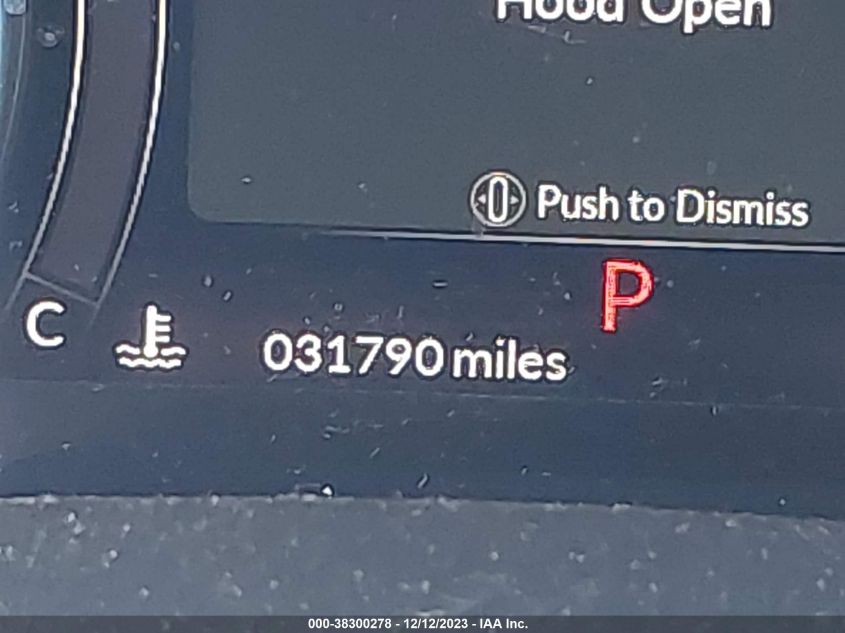 Hood Open
Push to Dismiss
P
C
031790 miles
000-38300278 - 12/12/2023 - IAA Inc.